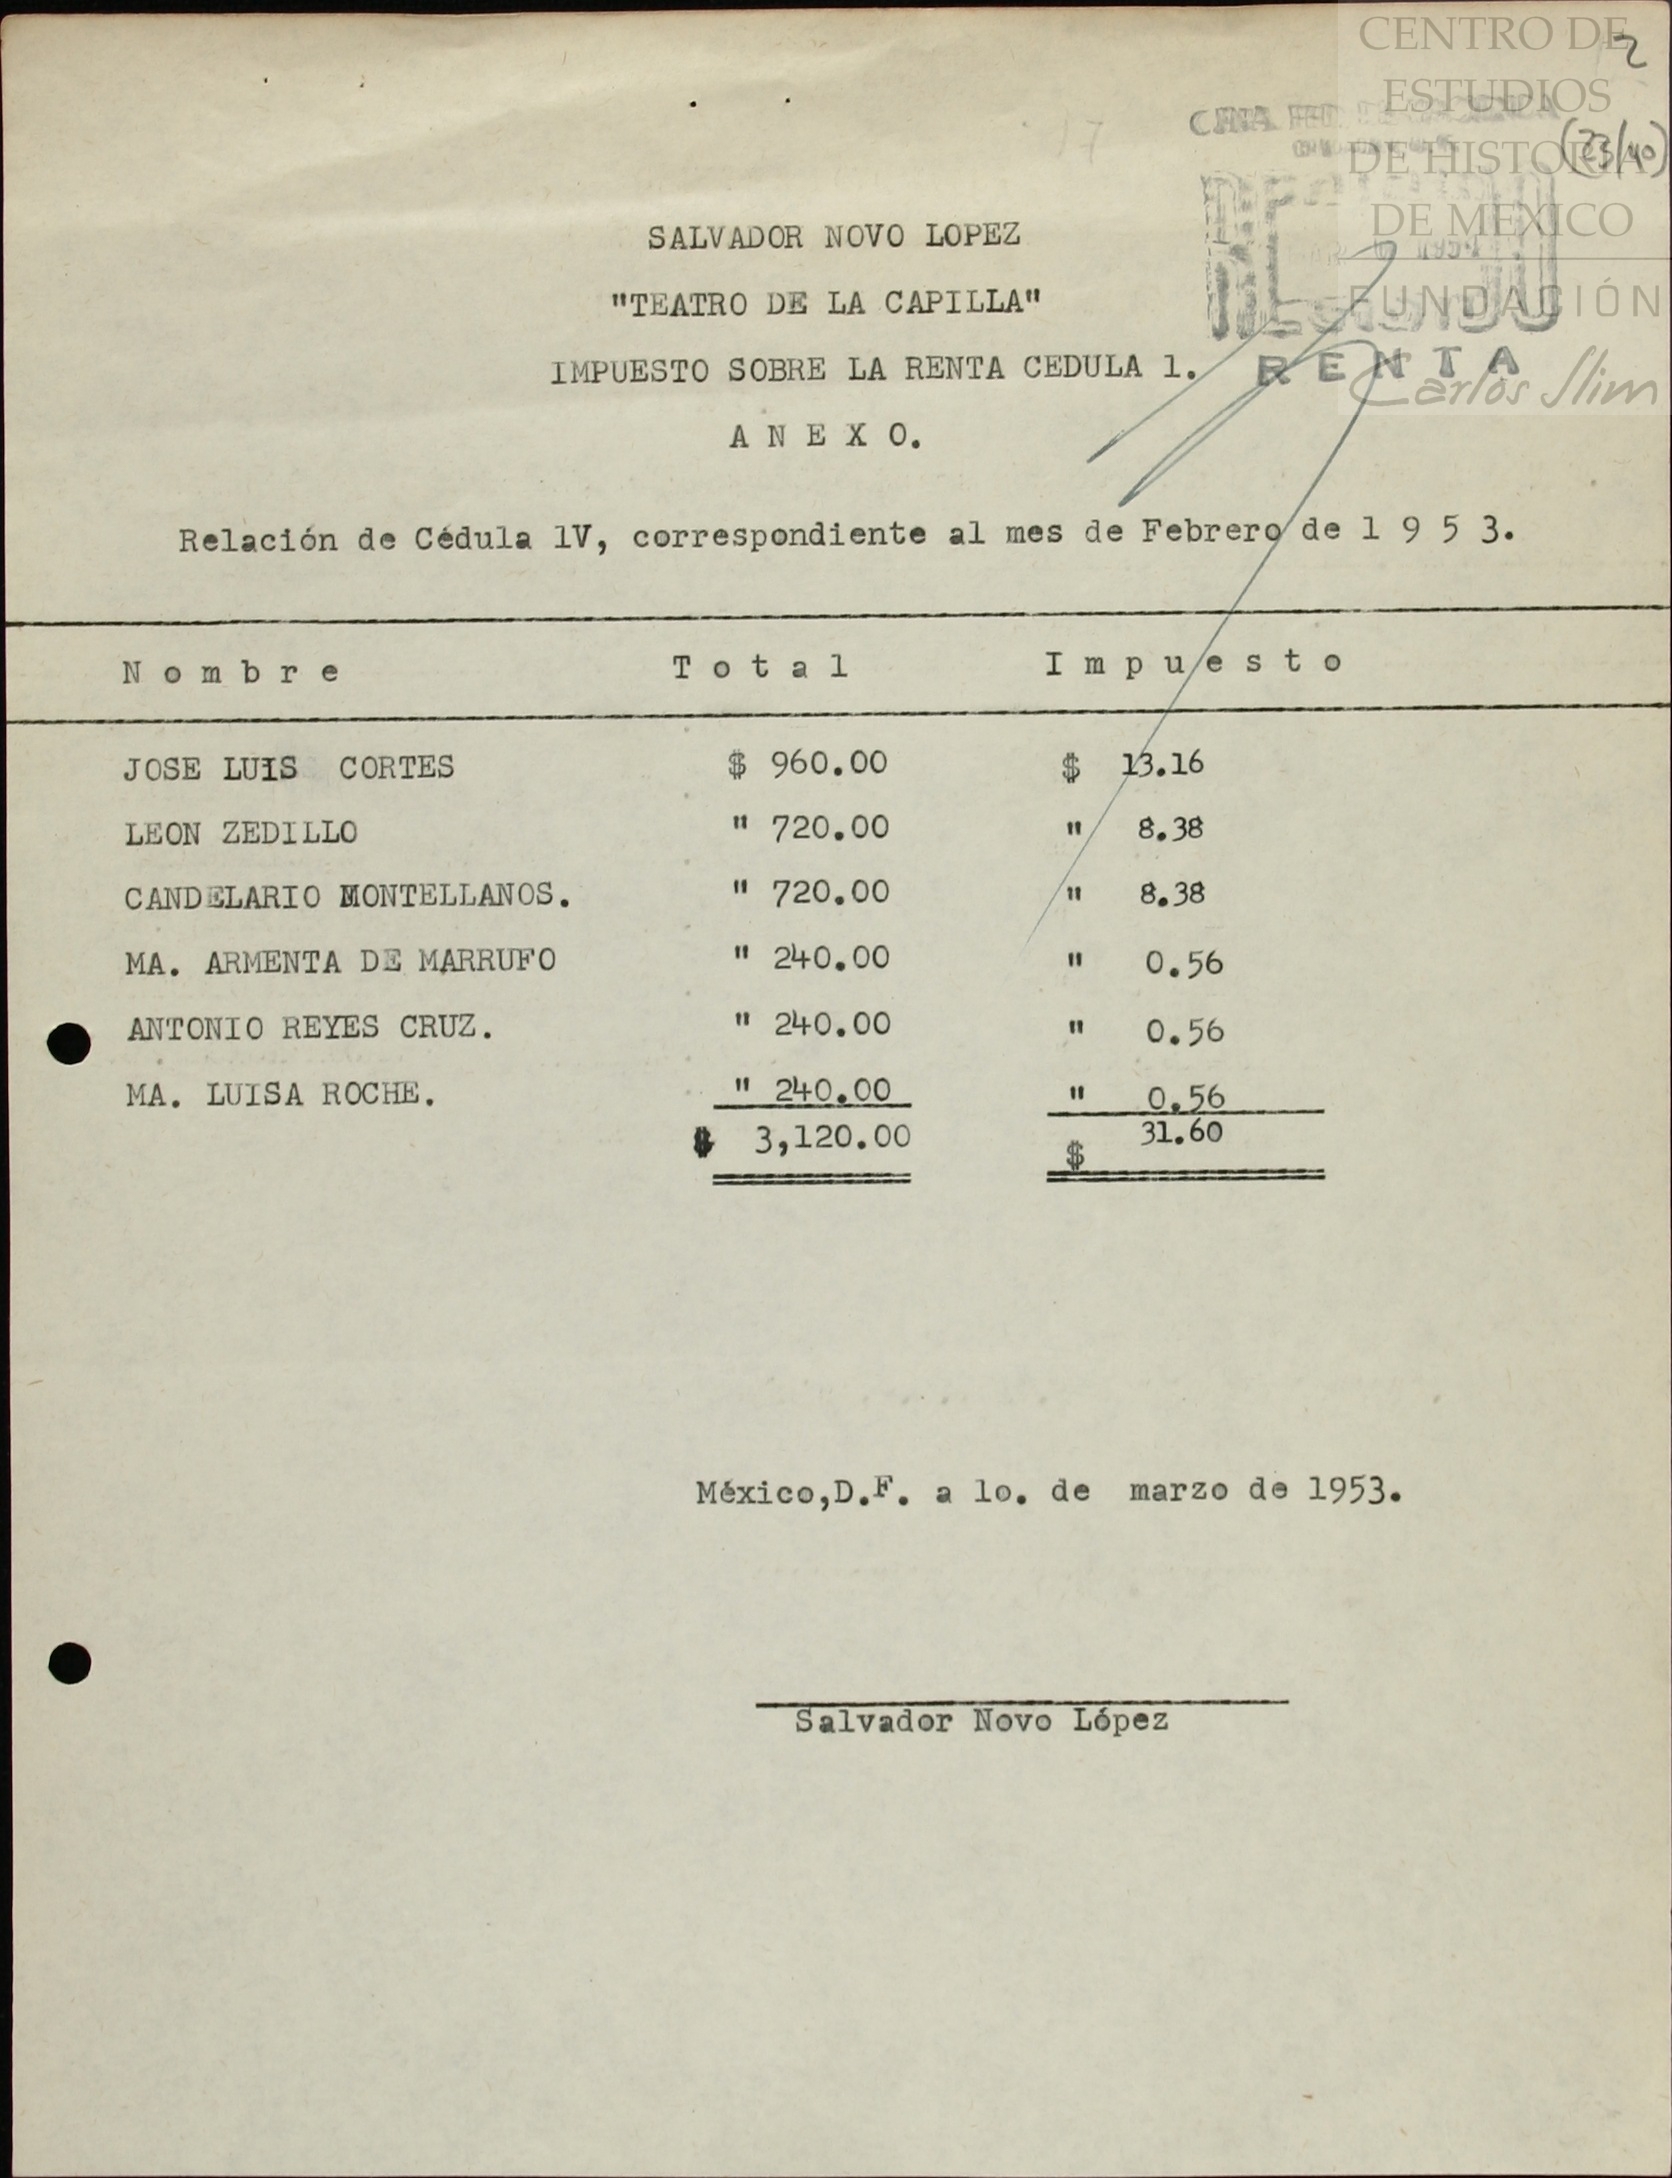 CENTRO DE
ESTUDIOS
DE HISTORIA
DE MEXICO
FUNDACIÓN
Carlos Slim
2
(23/40)
RENTA
SALVADOR NOVO LOPEZ
"TEATRO DE LA CAPILLA"
IMPUESTO SOBRE LA RENTA CEDULA 1.
A N E X O.
Relación de Cédula 1V, correspondiente al mes de Febrero de 1 9 5 3.
N o m b r e T o t a l I m p u e s t o
JOSE LUIS CORTES $ 960.00 $ 13.16
LEON ZEDILLO " 720.00 " 8.38
CANDELARIO MONTELLANOS. " 720.00 " 8.38
MA. ARMENTA DE MARRUFO " 240.00 " 0.56
ANTONIO REYES CRUZ. " 240.00 " 0.56
MA. LUISA ROCHE. " 240.00 " 0.56
$ 3,120.00 $ 31.60
México,D.F. a lo. de marzo de 1953.
Salvador Novo López